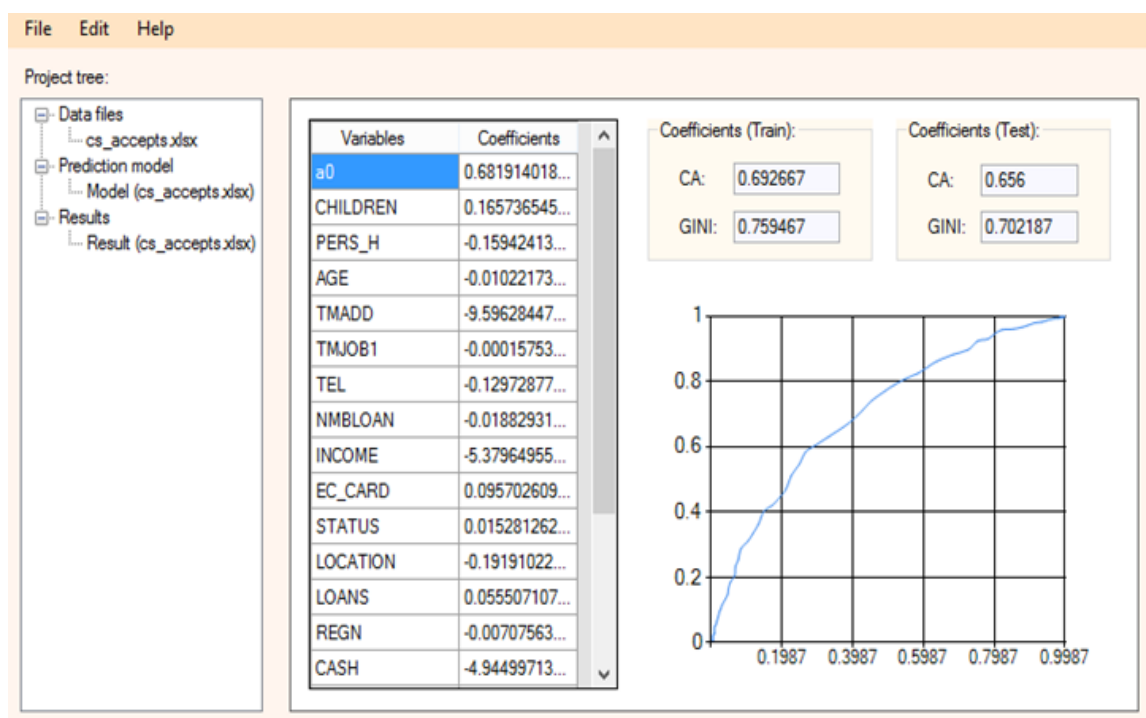 File Edit Help
Project tree:
Data files
cs_accepts.xlsx
Prediction model
Model (cs_accepts.xlsx)
Results
Result (cs_accepts.xlsx)
Variables Coefficients
a0 0.681914018...
CHILDREN 0.165736545...
PERS_H -0.15942413...
AGE -0.01022173...
TMADD -9.59628447...
TMJOB1 -0.00015753...
TEL -0.12972877...
NMBLOAN -0.01882931...
INCOME -5.37964955...
EC_CARD 0.095702609...
STATUS 0.015281262...
LOCATION -0.19191022...
LOANS 0.055507107...
REGN -0.00707563...
CASH -4.94499713...
Coefficients (Train):
CA: 0.692667
GINI: 0.759467
Coefficients (Test):
CA: 0.656
GINI: 0.702187
1
0.8
0.6
0.4
0.2
0
0.1987 0.3987 0.5987 0.7987 0.9987